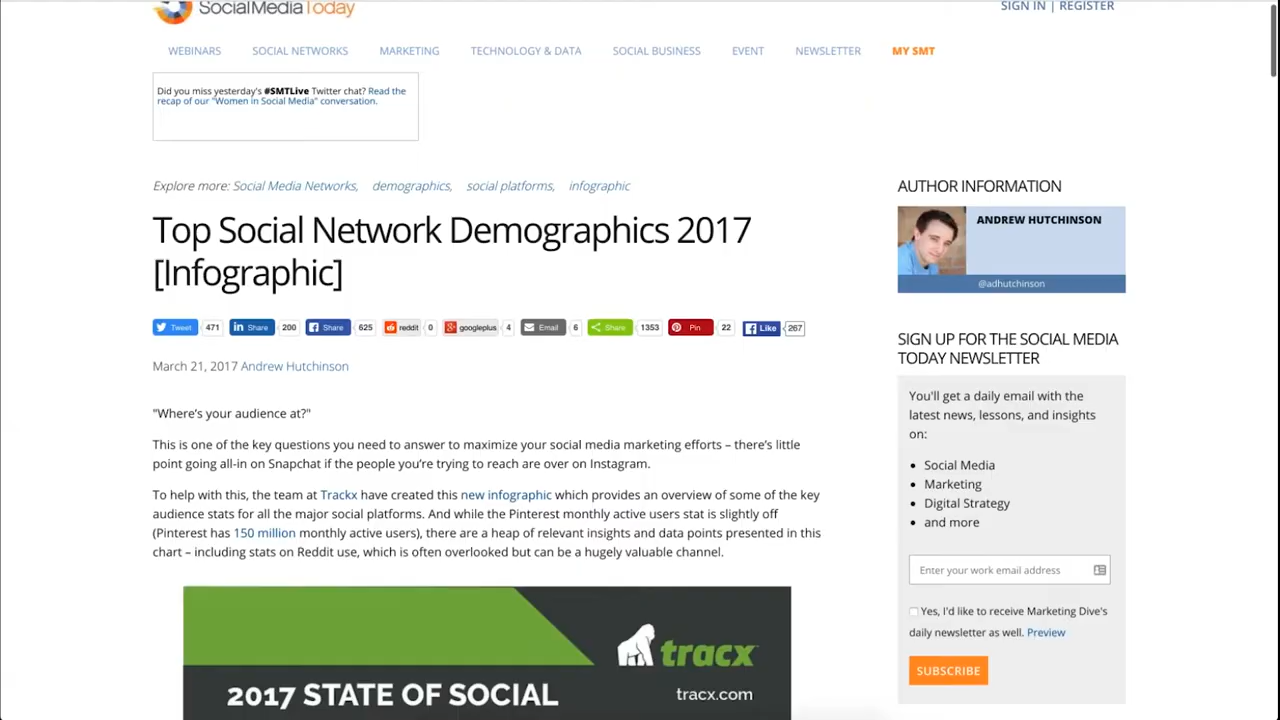 SocialMediaToday
SIGN IN | REGISTER
WEBINARS SOCIAL NETWORKS MARKETING TECHNOLOGY & DATA SOCIAL BUSINESS EVENT NEWSLETTER MY SMT
Did you miss yesterday's #SMTLive Twitter chat? Read the
recap of our "Women in Social Media" conversation.
Explore more: Social Media Networks, demographics, social platforms, infographic
Top Social Network Demographics 2017
[Infographic]
Tweet 471 in Share 200 Share 625 reddit 0 googleplus 4 Email 6 Share 1353 Pin 22 Like 267
March 21, 2017 Andrew Hutchinson
"Where's your audience at?"
This is one of the key questions you need to answer to maximize your social media marketing efforts – there's little
point going all-in on Snapchat if the people you're trying to reach are over on Instagram.
To help with this, the team at Trackx have created this new infographic which provides an overview of some of the key
audience stats for all the major social platforms. And while the Pinterest monthly active users stat is slightly off
(Pinterest has 150 million monthly active users), there are a heap of relevant insights and data points presented in this
chart – including stats on Reddit use, which is often overlooked but can be a hugely valuable channel.
tracx
2017 STATE OF SOCIAL
tracx.com
AUTHOR INFORMATION
ANDREW HUTCHINSON
@adhutchinson
SIGN UP FOR THE SOCIAL MEDIA
TODAY NEWSLETTER
You'll get a daily email with the
latest news, lessons, and insights
on:
• Social Media
• Marketing
• Digital Strategy
• and more
Enter your work email address
Yes, I'd like to receive Marketing Dive's
daily newsletter as well. Preview
SUBSCRIBE